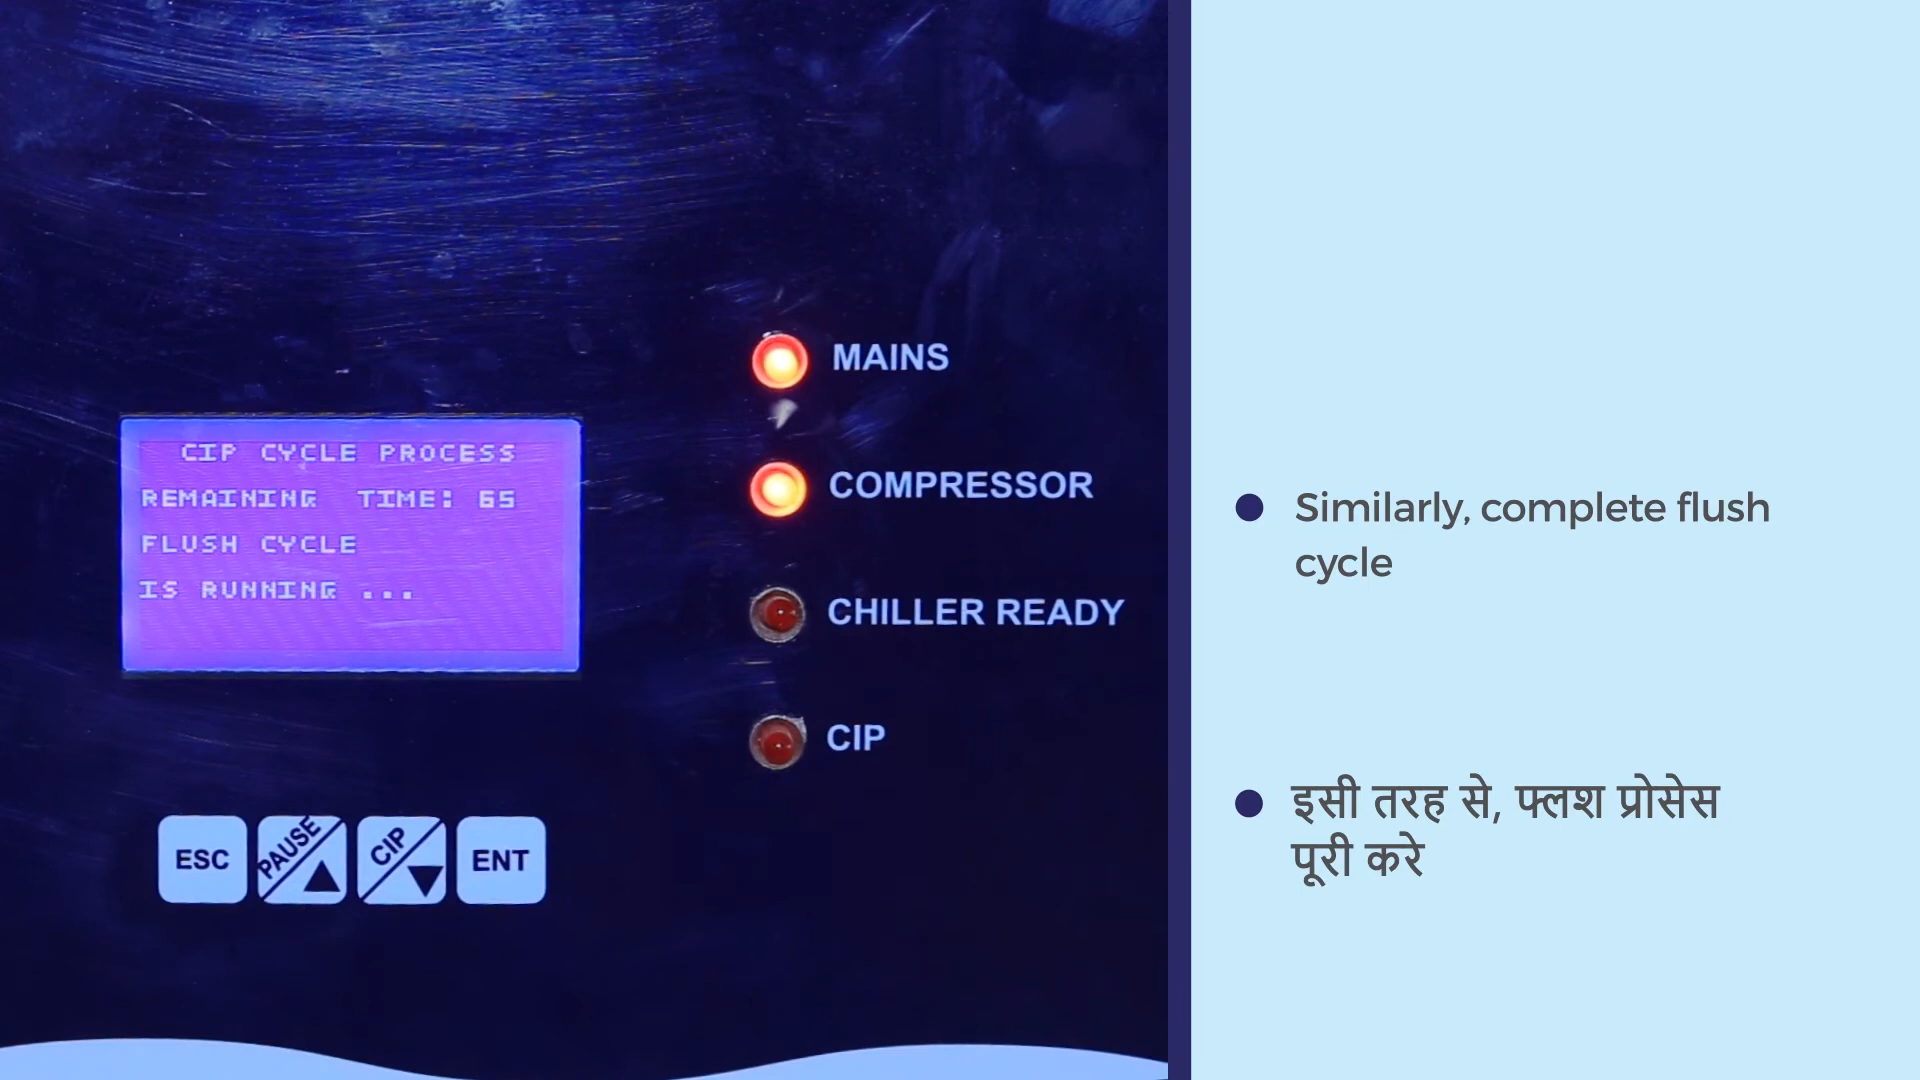 CIP CYCLE PROCESS
REMAINING TIME: 65
FLUSH CYCLE
IS RUNNING ...
MAINS
COMPRESSOR
CHILLER READY
CIP
ESC
PAUSE
CIP
ENT
Similarly, complete flush
cycle
इसी तरह से, फ्लश प्रोसेस
पूरी करे